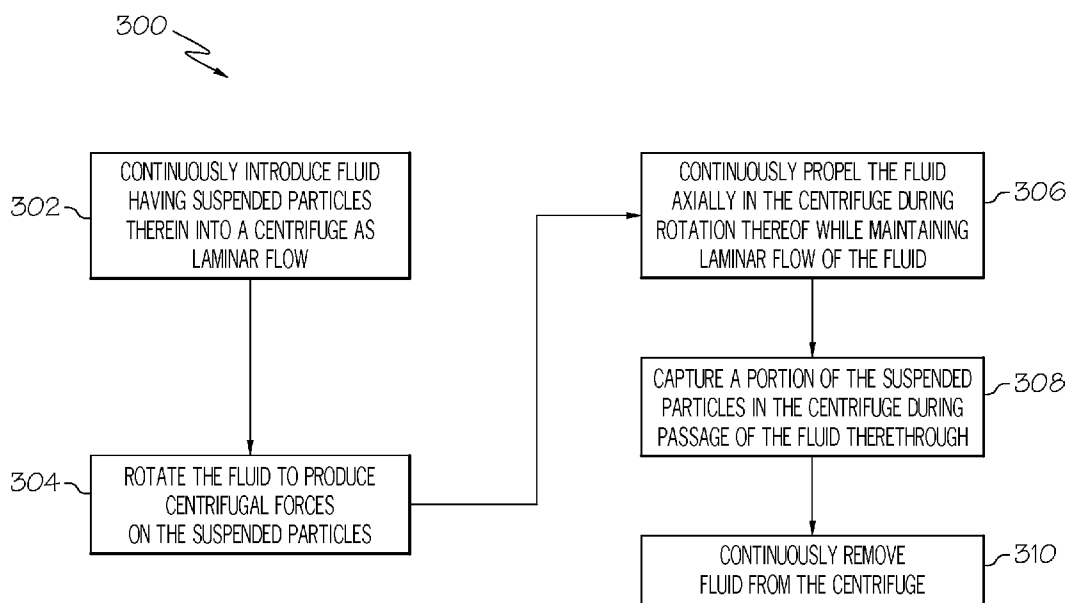 300
302
CONTINUOUSLY INTRODUCE FLUID
HAVING SUSPENDED PARTICLES
THEREIN INTO A CENTRIFUGE AS
LAMINAR FLOW
304
ROTATE THE FLUID TO PRODUCE
CENTRIFUGAL FORCES
ON THE SUSPENDED PARTICLES
CONTINUOUSLY PROPEL THE FLUID
AXIALLY IN THE CENTRIFUGE DURING
ROTATION THEREOF WHILE MAINTAINING
LAMINAR FLOW OF THE FLUID
306
CAPTURE A PORTION OF THE SUSPENDED
PARTICLES IN THE CENTRIFUGE DURING
PASSAGE OF THE FLUID THERETHROUGH
308
CONTINUOUSLY REMOVE
FLUID FROM THE CENTRIFUGE
310